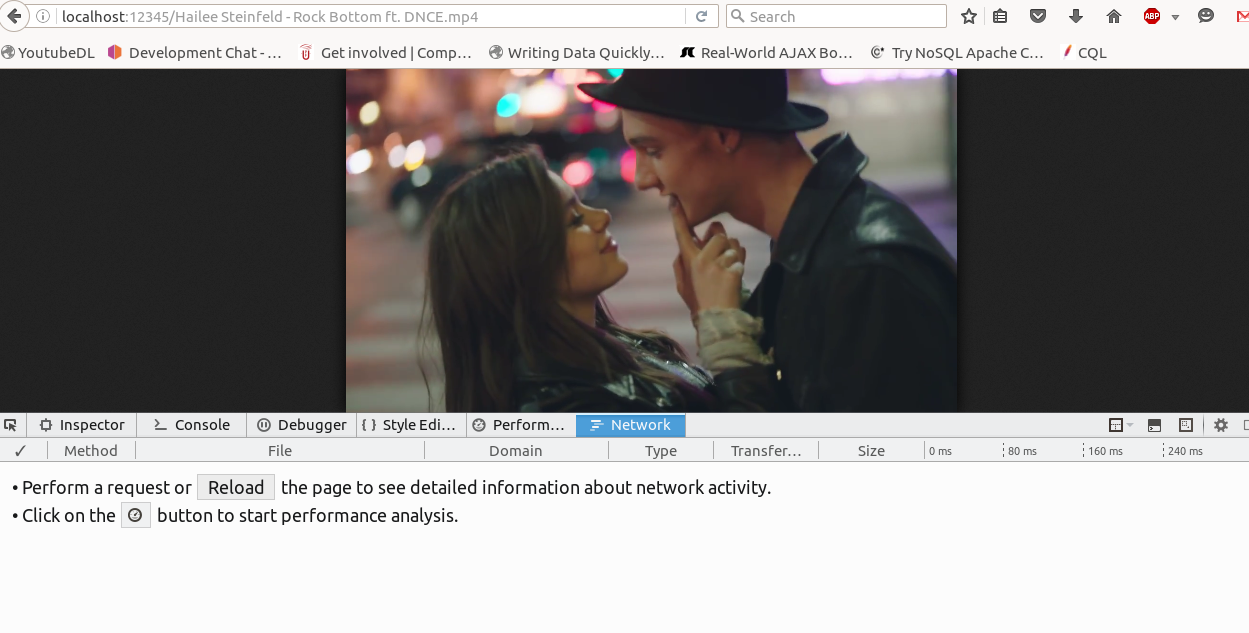 localhost:12345/Hailee Steinfeld - Rock Bottom ft. DNCE.mp4 Search ABP
YoutubeDL Development Chat - ... Get involved | Comp... Writing Data Quickly... Real-World AJAX Bo... Try NoSQL Apache C... CQL
Inspector Console Debugger { } Style Edi... Perform... Network
✓ Method File Domain Type Transfer... Size 0 ms 80 ms 160 ms 240 ms
• Perform a request or Reload the page to see detailed information about network activity.
• Click on the button to start performance analysis.